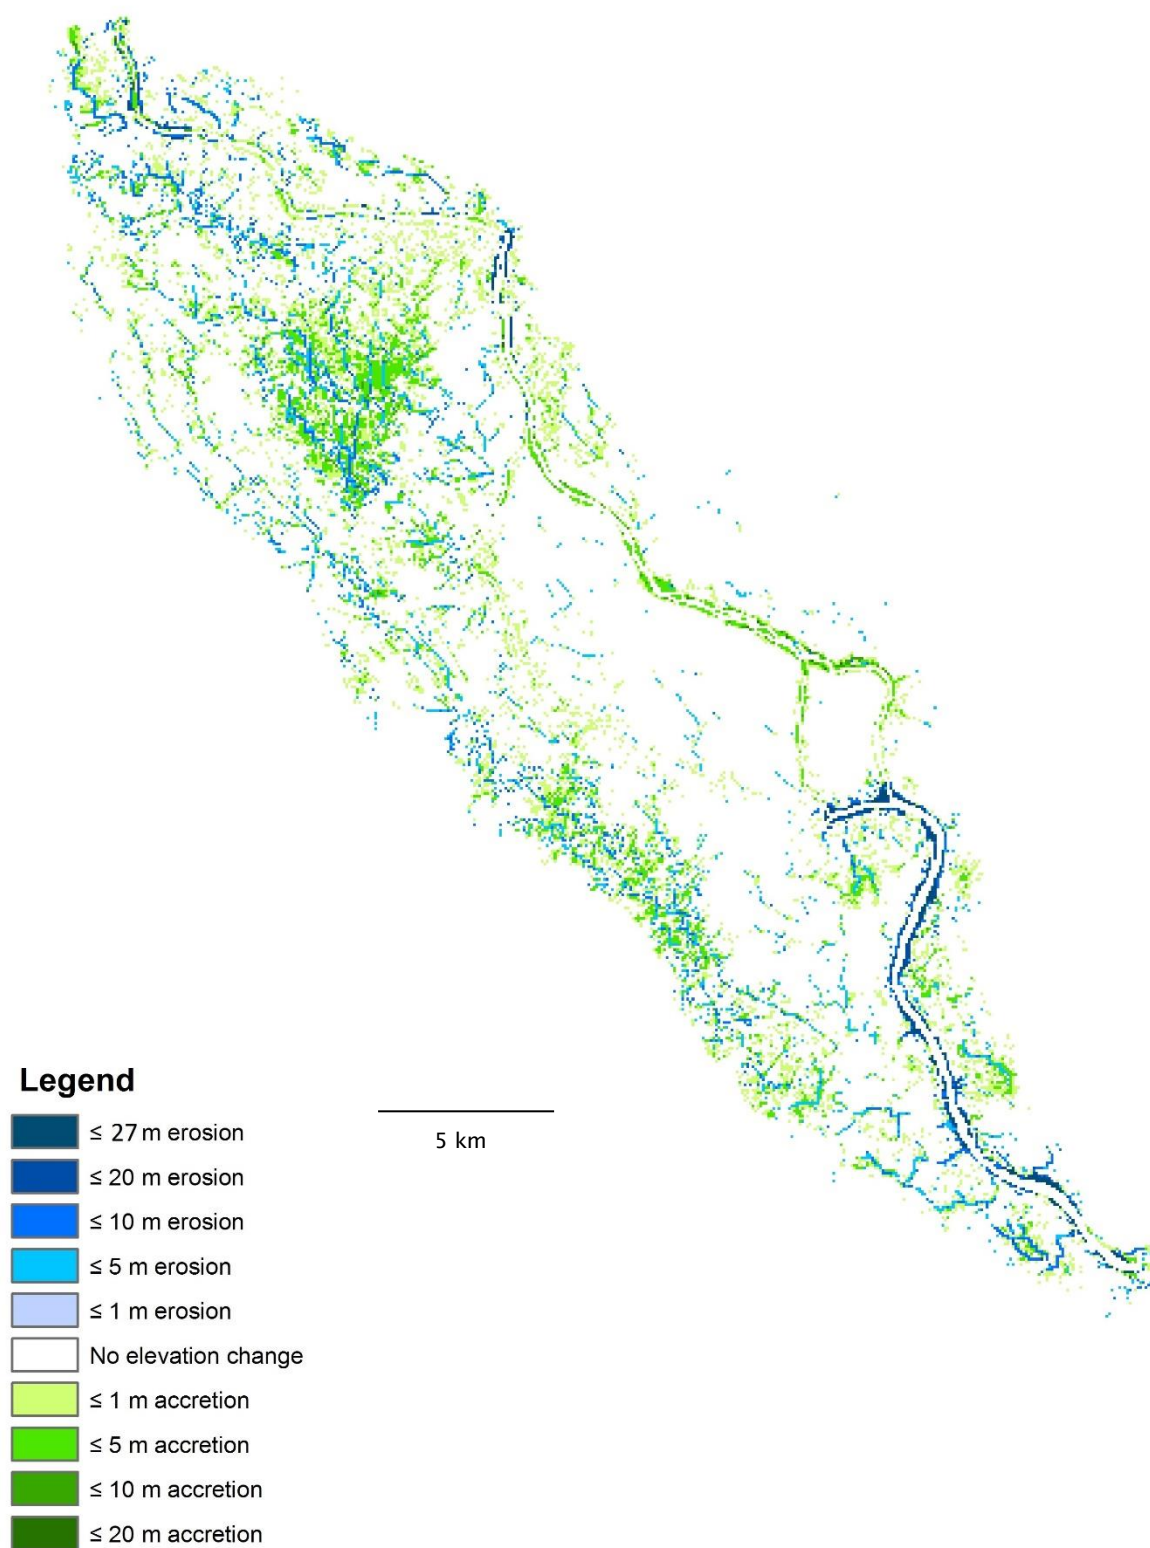 Legend
≤ 27 m erosion
≤ 20 m erosion
≤ 10 m erosion
≤ 5 m erosion
≤ 1 m erosion
No elevation change
≤ 1 m accretion
≤ 5 m accretion
≤ 10 m accretion
≤ 20 m accretion
5 km